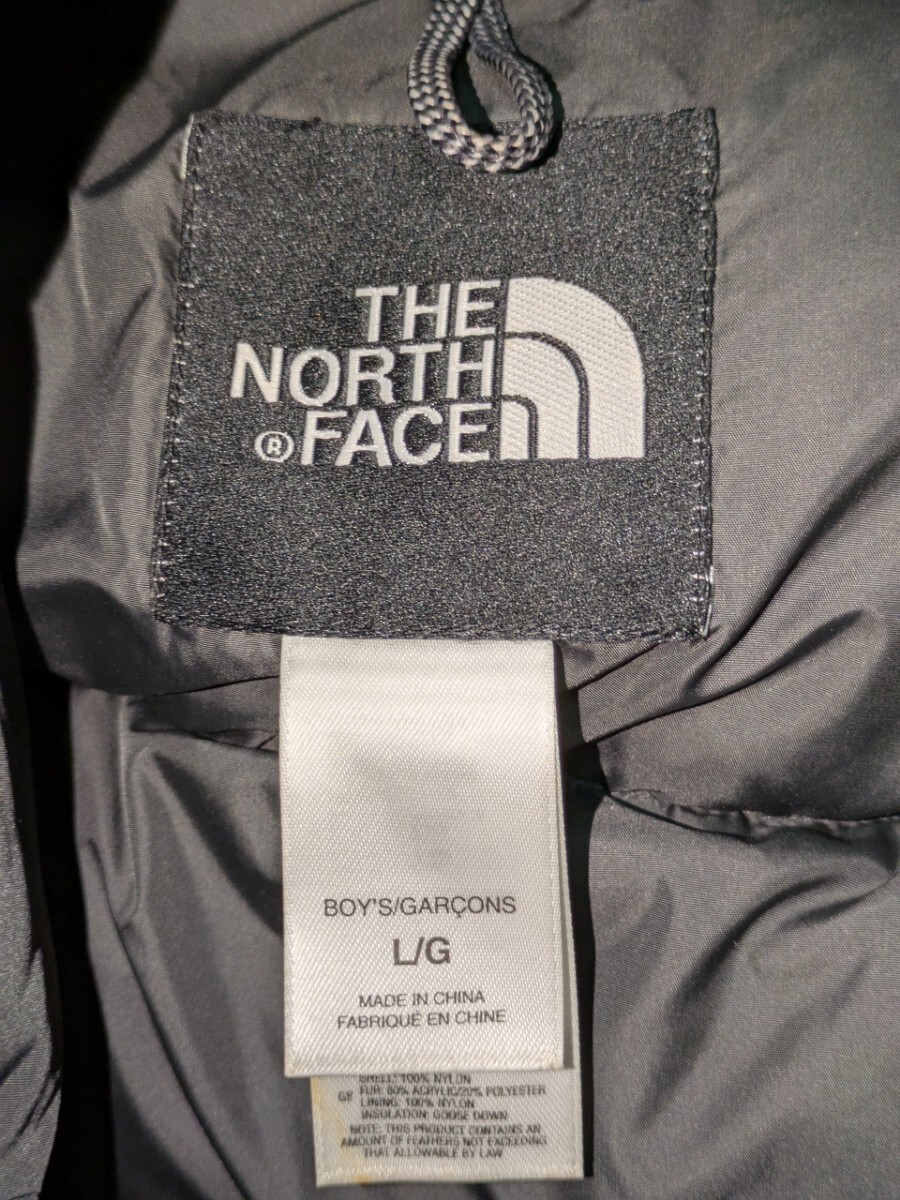 THE
NORTH
® FACE
BOY'S/GARÇONS
L/G
MADE IN CHINA
FABRIQUÉ EN CHINE
SHELL: 100% NYLON
GB FUR: 80% ACRYLIC/20% POLYESTER
LINING: 100% NYLON
INSULATION: GOOSE DOWN
NOTE: THIS PRODUCT CONTAINS AN
AMOUNT OF FEATHERS NOT EXCEEDING
THAT ALLOWABLE BY LAW